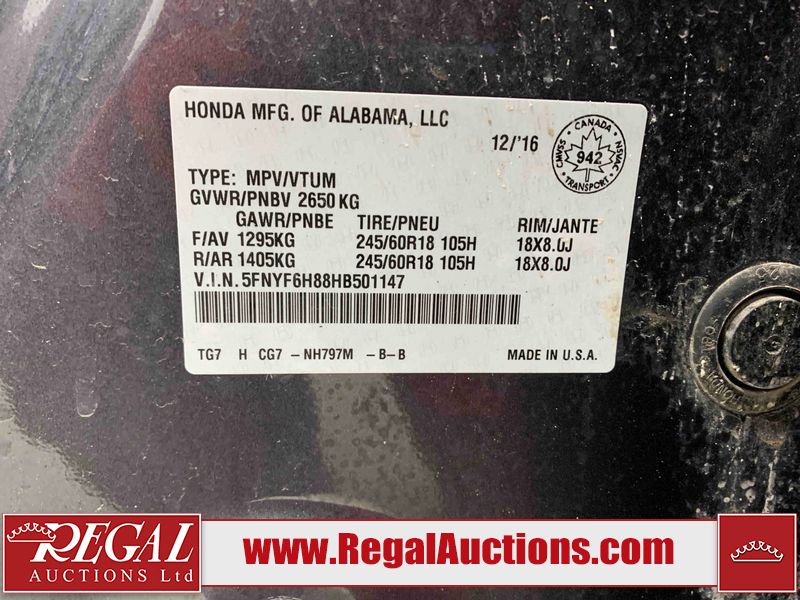 HONDA MFG. OF ALABAMA, LLC
12/'16
CANADA
CMVSS
942
NSVAC
TRANSPORT
TYPE: MPV/VTUM
GVWR/PNBV 2650 KG
GAWR/PNBE TIRE/PNEU RIM/JANTE
F/AV 1295KG 245/60R18 105H 18X8.0J
R/AR 1405KG 245/60R18 105H 18X8.0J
V.I.N. 5FNYF6H88HB501147
TG7 H CG7 –NH797M –B–B MADE IN U.S.A.
REGAL
AUCTIONS Ltd
www.RegalAuctions.com